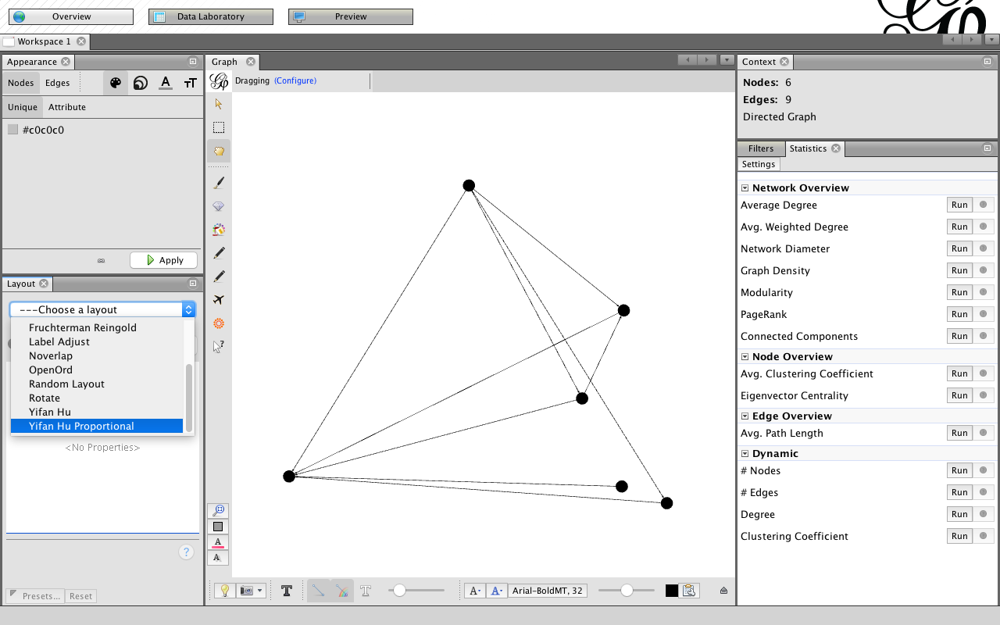 Overview
Data Laboratory
Preview
Workspace 1
Appearance
Nodes Edges
Unique Attribute
#c0c0c0
Apply
Layout
---Choose a layout
Fruchterman Reingold
Label Adjust
Noverlap
OpenOrd
Random Layout
Rotate
Yifan Hu
Yifan Hu Proportional
<No Properties>
?
Presets... Reset
Graph
Dragging (Configure)
Arial-BoldMT, 32
Context
Nodes: 6
Edges: 9
Directed Graph
Filters Statistics
Settings
Network Overview
Average Degree Run
Avg. Weighted Degree Run
Network Diameter Run
Graph Density Run
Modularity Run
PageRank Run
Connected Components Run
Node Overview
Avg. Clustering Coefficient Run
Eigenvector Centrality Run
Edge Overview
Avg. Path Length Run
Dynamic
# Nodes Run
# Edges Run
Degree Run
Clustering Coefficient Run